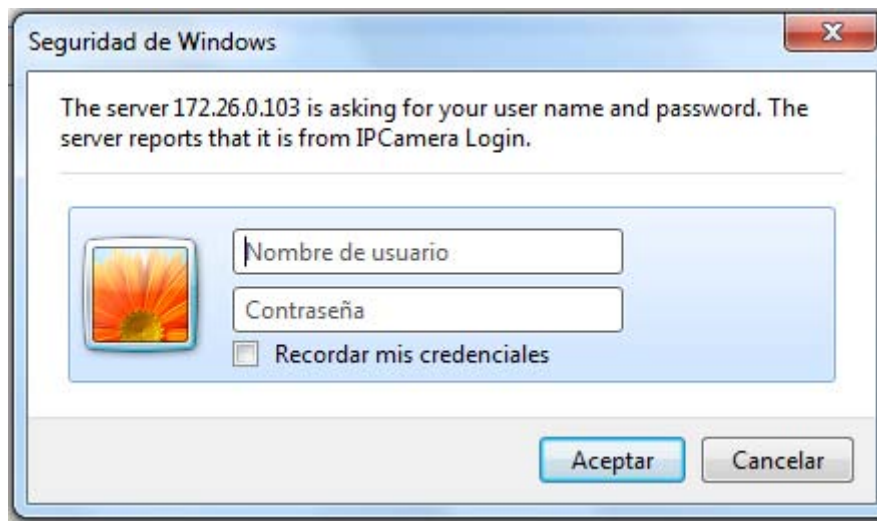 Seguridad de Windows
The server 172.26.0.103 is asking for your user name and password. The
server reports that it is from IPCamera Login.
Nombre de usuario
Contraseña
Recordar mis credenciales
Aceptar Cancelar